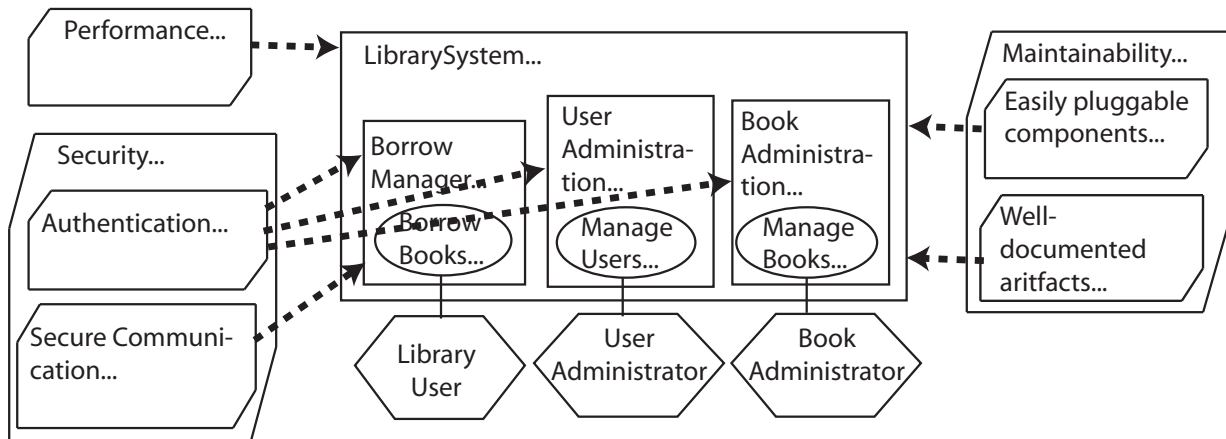 Performance...
LibrarySystem...
Maintainability...
Easily pluggable
components...
Well-
documented
aritfacts...
Security...
Authentication...
Secure Communi-
cation...
Borrow
Manager...
Borrow
Books...
User
Administra-
tion...
Manage
Users...
Book
Administra-
tion...
Manage
Books...
Library
User
User
Administrator
Book
Administrator